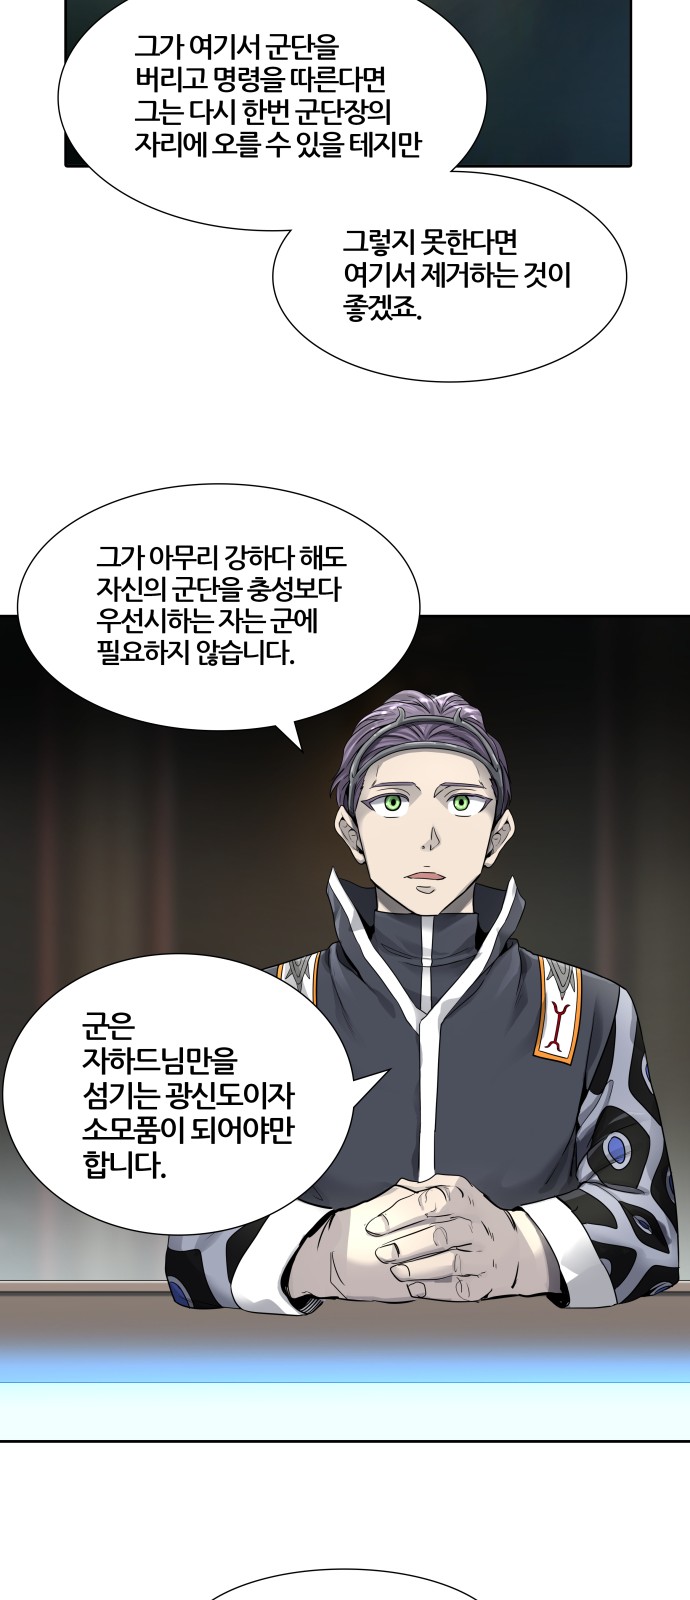 그가 여기서 군단을
버리고 명령을 따른다면
그는 다시 한번 군단장의
자리에 오를 수 있을 테지만
그렇지 못한다면
여기서 제거하는 것이
좋겠죠.
그가 아무리 강하다 해도
자신의 군단을 충성보다
우선시하는 자는 군에
필요하지 않습니다.
군은
자하드님만을
섬기는 광신도이자
소모품이 되어야만
합니다.